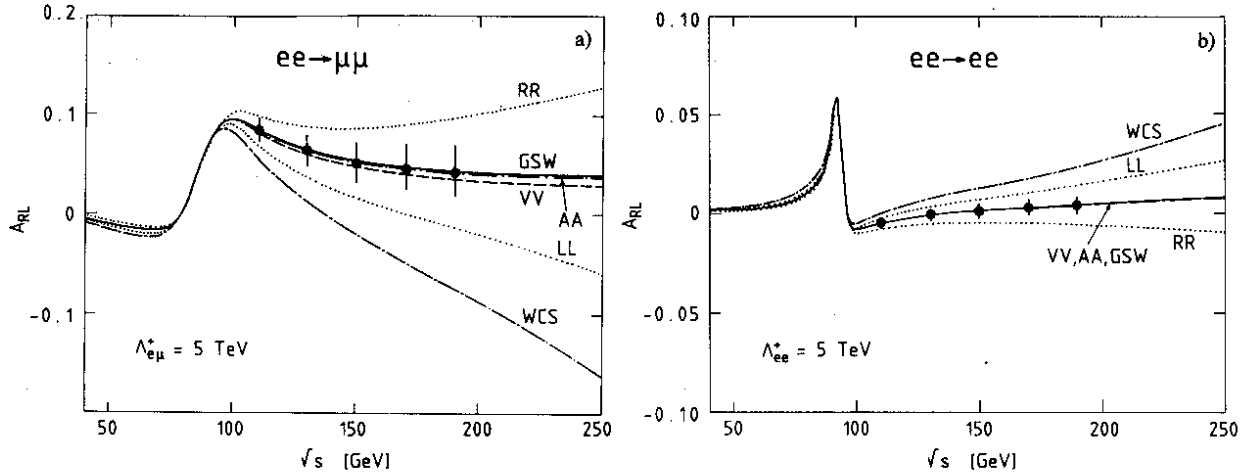 a)
ee→μμ
0.2
0.1
0
-0.1
A_RL
RR
GSW
VV
AA
LL
WCS
Λ⁺_eμ = 5 TeV
50 100 150 200 250
√s [GeV]
b)
ee→ee
0.10
0.05
0
-0.05
-0.10
A_RL
WCS
LL
RR
VV,AA,GSW
Λ⁺_ee = 5 TeV
50 100 150 200 250
√s [GeV]